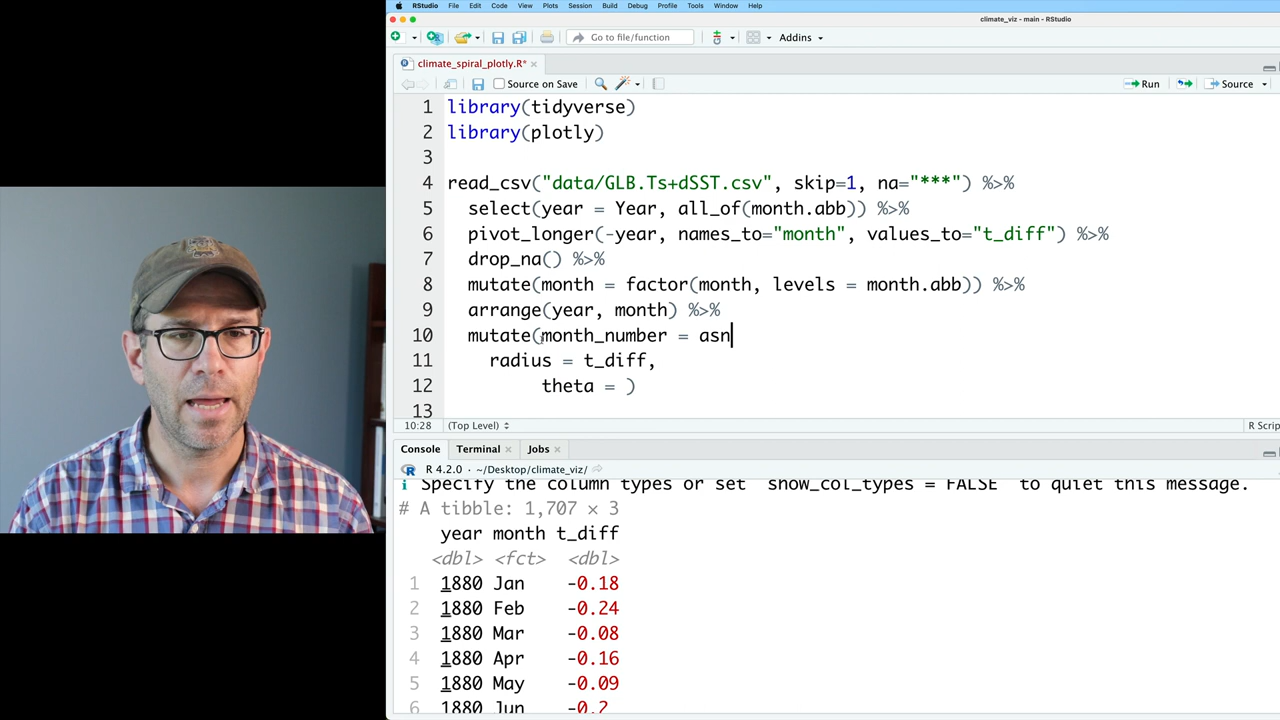 RStudio File Edit Code View Plots Session Build Debug Profile Tools Window Help
climate_viz - main - RStudio
Go to file/function Addins
climate_spiral_plotly.R*
Source on Save Run Source
1 library(tidyverse)
2 library(plotly)
3
4 read_csv("data/GLB.Ts+dSST.csv", skip=1, na="***") %>%
5 select(year = Year, all_of(month.abb)) %>%
6 pivot_longer(-year, names_to="month", values_to="t_diff") %>%
7 drop_na() %>%
8 mutate(month = factor(month, levels = month.abb)) %>%
9 arrange(year, month) %>%
10 mutate(month_number = asn
11 radius = t_diff,
12 theta = )
13
10:28 (Top Level) R Scrip
Console Terminal Jobs
R 4.2.0 · ~/Desktop/climate_viz/
i Specify the column types or set show_col_types = FALSE to quiet this message.
# A tibble: 1,707 × 3
year month t_diff
<dbl> <fct> <dbl>
1 1880 Jan -0.18
2 1880 Feb -0.24
3 1880 Mar -0.08
4 1880 Apr -0.16
5 1880 May -0.09
6 1880 Jun -0.2